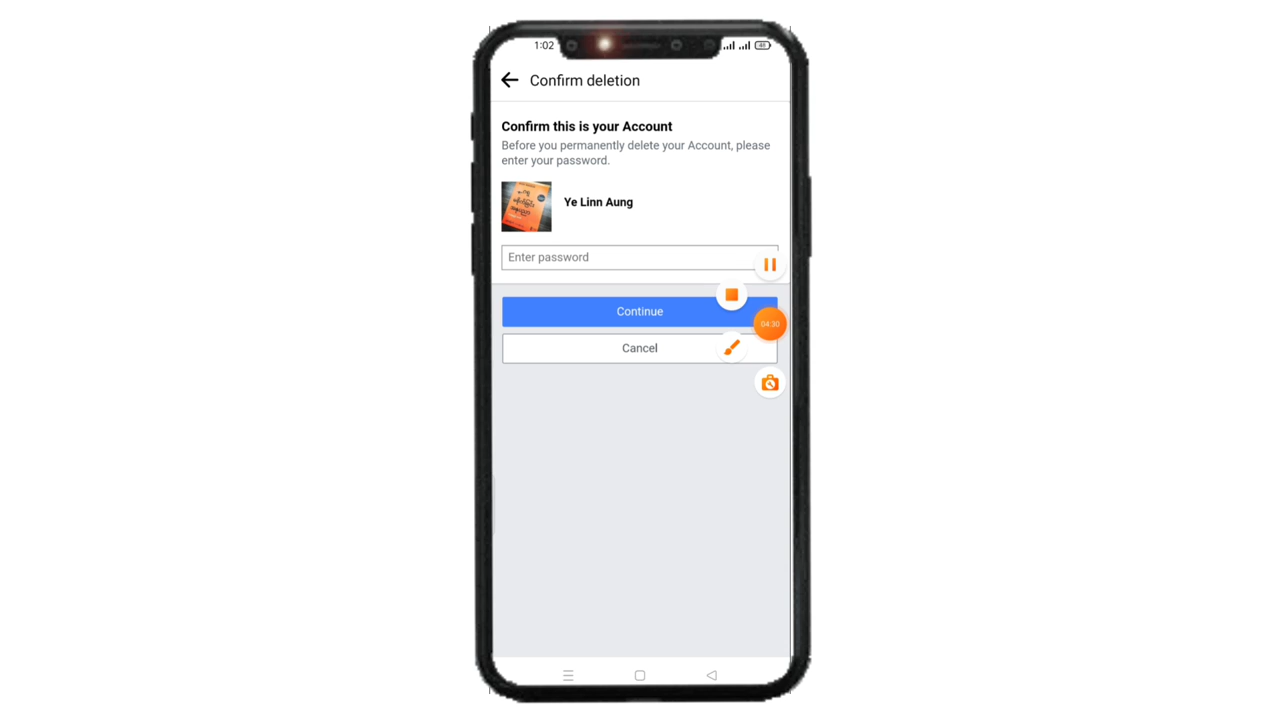 1:02
48
Confirm deletion
Confirm this is your Account
Before you permanently delete your Account, please
enter your password.
Ye Linn Aung
Enter password
Continue
04:30
Cancel